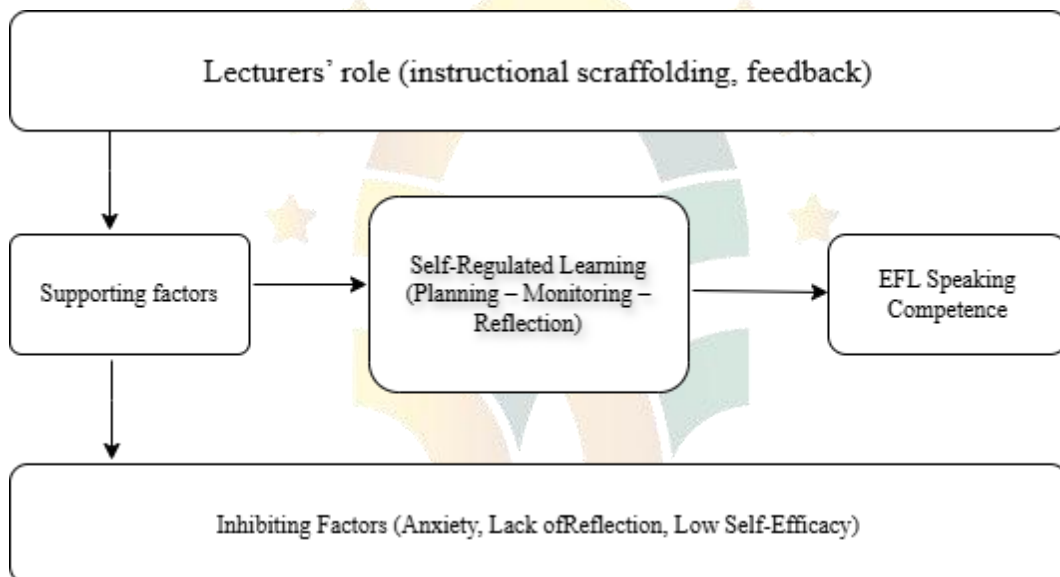 Lecturers’ role (instructional scraffolding, feedback)
Supporting factors
Self-Regulated Learning
(Planning – Monitoring –
Reflection)
EFL Speaking
Competence
Inhibiting Factors (Anxiety, Lack ofReflection, Low Self-Efficacy)